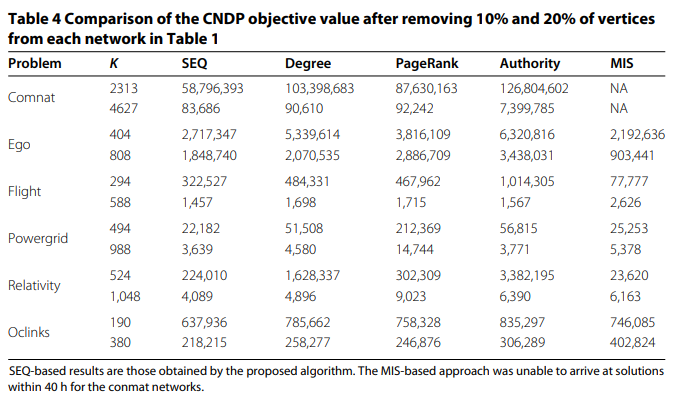 Table 4 Comparison of the CNDP objective value after removing 10% and 20% of vertices
from each network in Table 1
Problem K SEQ Degree PageRank Authority MIS
Comnat
2313 58,796,393 103,398,683 87,630,163 126,804,602 NA
4627 83,686 90,610 92,242 7,399,785 NA
Ego
404 2,717,347 5,339,614 3,816,109 6,320,816 2,192,636
808 1,848,740 2,070,535 2,886,709 3,438,031 903,441
Flight
294 322,527 484,331 467,962 1,014,305 77,777
588 1,457 1,698 1,715 1,567 2,626
Powergrid
494 22,182 51,508 212,369 56,815 25,253
988 3,639 4,580 14,744 3,771 5,378
Relativity
524 224,010 1,628,337 302,309 3,382,195 23,620
1,048 4,089 4,896 9,023 6,390 6,163
Oclinks
190 637,936 785,662 758,328 835,297 746,085
380 218,215 258,277 246,876 306,289 402,824
SEQ-based results are those obtained by the proposed algorithm. The MIS-based approach was unable to arrive at solutions
within 40 h for the conmat networks.